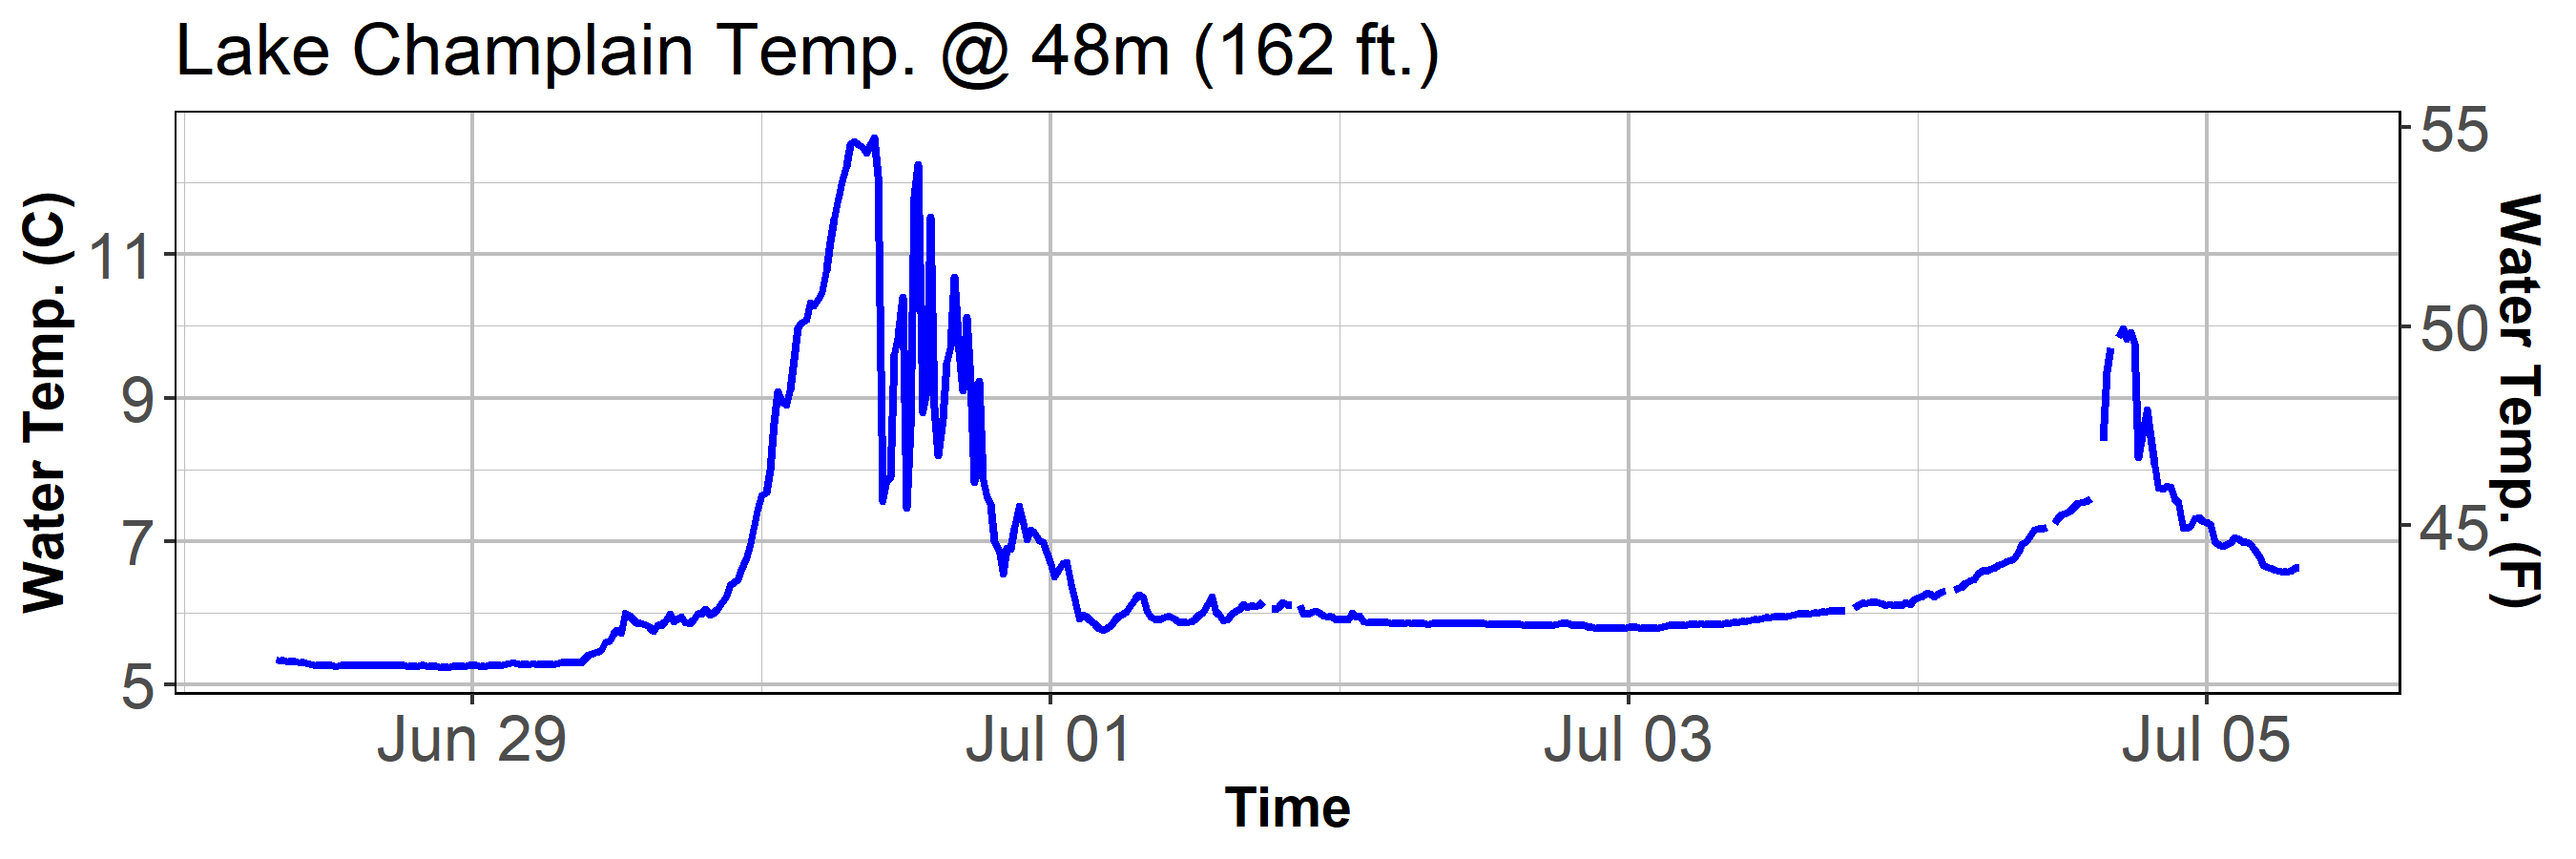 Lake Champlain Temp. @ 48m (162 ft.)
Water Temp. (C)
11
9
7
5
55
50
45
Water Temp. (F)
Jun 29
Jul 01
Jul 03
Jul 05
Time